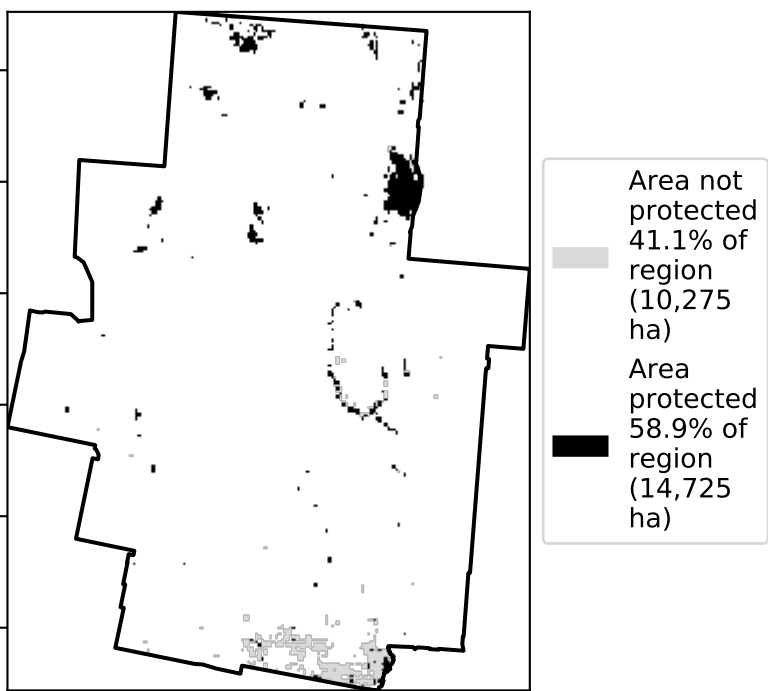 Area not
protected
41.1% of
region
(10,275
ha)
Area
protected
58.9% of
region
(14,725
ha)